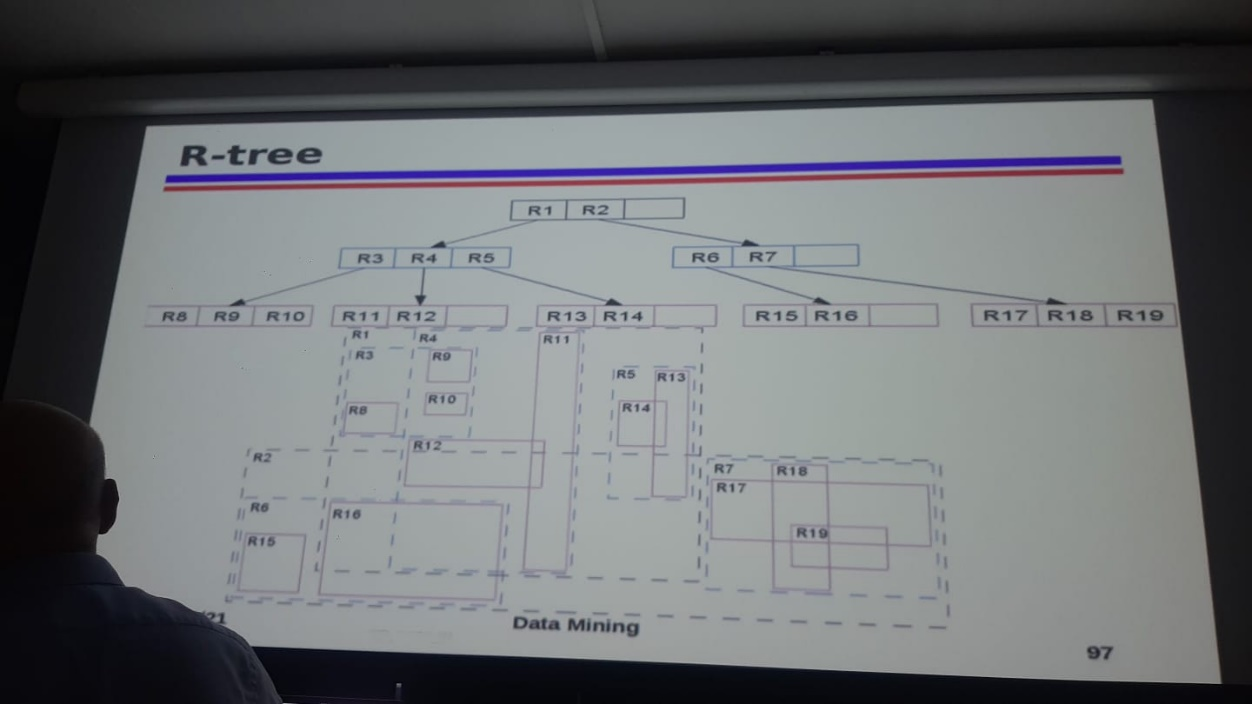 R-tree
R1 R2
R3 R4 R5 R6 R7
R8 R9 R10 R11 R12 R13 R14 R15 R16 R17 R18 R19
R1 R4 R11
R3 R9
R5 R13
R10
R8 R14
R12
R2
R7 R18
R17
R6
R16
R19
R15
21
Data Mining
97